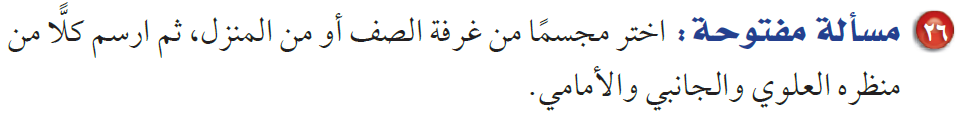 ٢٦ مسألة مفتوحة: اختر مجسمًا من غرفة الصف أو من المنزل، ثم ارسم كلًّا من
منظره العلوي والجانبي والأمامي.